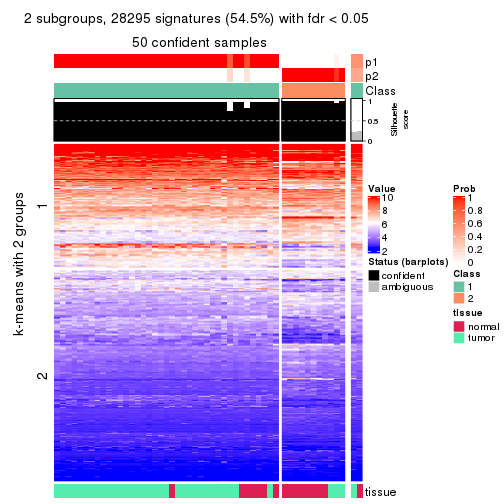 2 subgroups, 28295 signatures (54.5%) with fdr < 0.05
50 confident samples
p1
p2
Class
1
0.5
0
Silhouette
score
k-means with 2 groups
1
2
tissue
Value
10
8
6
4
2
Status (barplots)
confident
ambiguous
Prob
1
0.8
0.6
0.4
0.2
0
Class
1
2
tissue
normal
tumor